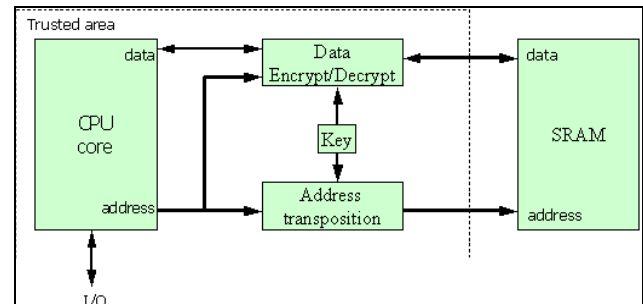 Trusted area
data
Data
Encrypt/Decrypt
data
CPU
core
Key
SRAM
address
Address
transposition
address
I/O